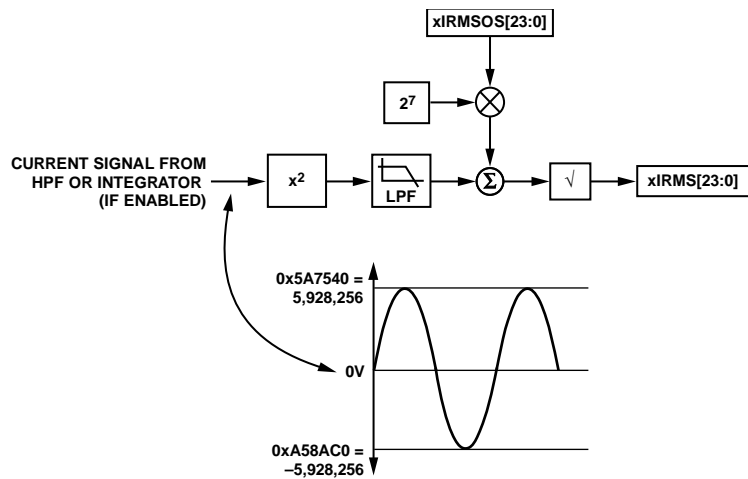 xIRMSOS[23:0]
2⁷
CURRENT SIGNAL FROM
HPF OR INTEGRATOR
(IF ENABLED)
x²
LPF
Σ
√
xIRMS[23:0]
0x5A7540 =
5,928,256
0V
0xA58AC0 =
–5,928,256